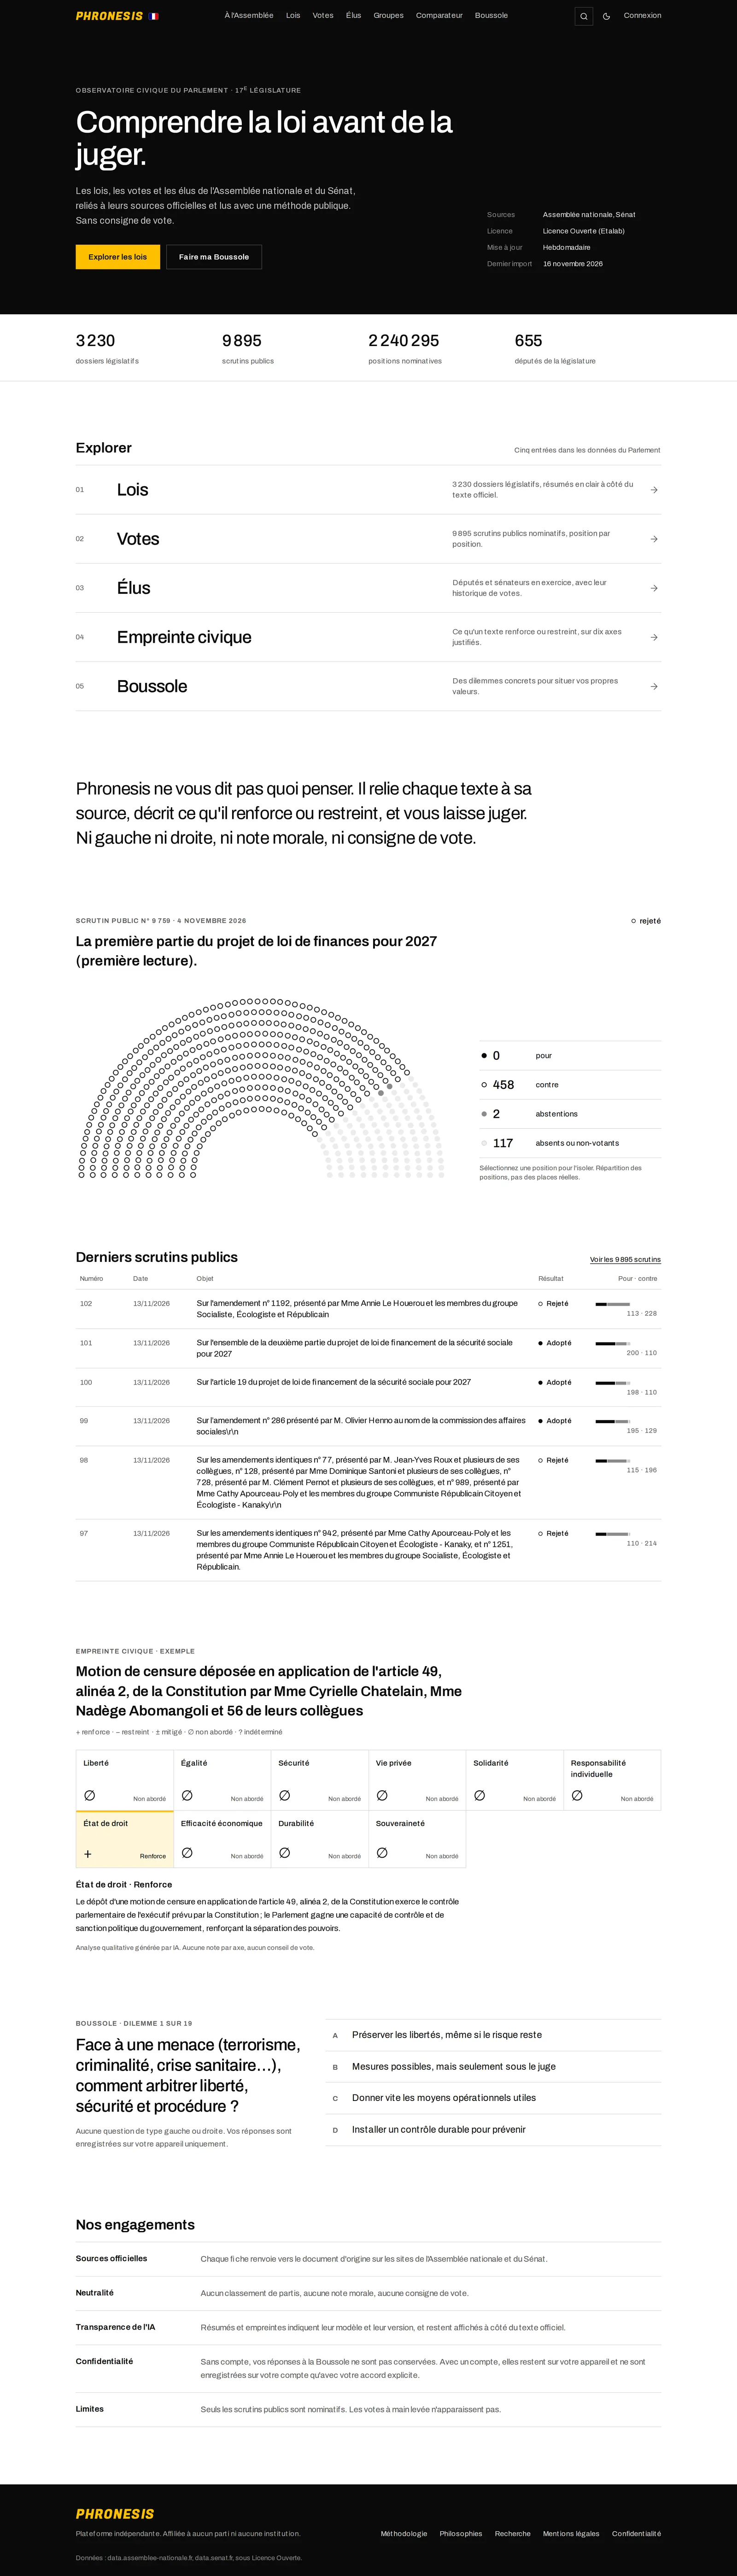 PHRONESIS
À l'Assemblée Lois Votes Élus Groupes Comparateur Boussole
Connexion
OBSERVATOIRE CIVIQUE DU PARLEMENT · 17E LÉGISLATURE
Comprendre la loi avant de la
juger.
Les lois, les votes et les élus de l'Assemblée nationale et du Sénat,
reliés à leurs sources officielles et lus avec une méthode publique.
Sans consigne de vote.
Explorer les lois
Faire ma Boussole
Sources Assemblée nationale, Sénat
Licence Licence Ouverte (Etalab)
Mise à jour Hebdomadaire
Dernier import 16 novembre 2026
3 230
dossiers législatifs
9 895
scrutins publics
2 240 295
positions nominatives
655
députés de la législature
Explorer
Cinq entrées dans les données du Parlement
01 Lois
3 230 dossiers législatifs, résumés en clair à côté du
texte officiel.
02 Votes
9 895 scrutins publics nominatifs, position par
position.
03 Élus
Députés et sénateurs en exercice, avec leur
historique de votes.
04 Empreinte civique
Ce qu'un texte renforce ou restreint, sur dix axes
justifiés.
05 Boussole
Des dilemmes concrets pour situer vos propres
valeurs.
Phronesis ne vous dit pas quoi penser. Il relie chaque texte à sa
source, décrit ce qu'il renforce ou restreint, et vous laisse juger.
Ni gauche ni droite, ni note morale, ni consigne de vote.
SCRUTIN PUBLIC N° 9 759 · 4 NOVEMBRE 2026
rejeté
La première partie du projet de loi de finances pour 2027
(première lecture).
0 pour
458 contre
2 abstentions
117 absents ou non-votants
Sélectionnez une position pour l'isoler. Répartition des
positions, pas des places réelles.
Derniers scrutins publics
Voir les 9 895 scrutins
Numéro Date Objet Résultat Pour · contre
102 13/11/2026 Sur l'amendement n° 1192, présenté par Mme Annie Le Houerou et les membres du groupe
Socialiste, Écologiste et Républicain
Rejeté
113 · 228
101 13/11/2026 Sur l'ensemble de la deuxième partie du projet de loi de financement de la sécurité sociale
pour 2027
Adopté
200 · 110
100 13/11/2026 Sur l'article 19 du projet de loi de financement de la sécurité sociale pour 2027
Adopté
198 · 110
99 13/11/2026 Sur l'amendement n° 286 présenté par M. Olivier Henno au nom de la commission des affaires
sociales\r\n
Adopté
195 · 129
98 13/11/2026 Sur les amendements identiques n° 77, présenté par M. Jean-Yves Roux et plusieurs de ses
collègues, n° 128, présenté par Mme Dominique Santoni et plusieurs de ses collègues, n°
728, présenté par M. Clément Pernot et plusieurs de ses collègues, et n° 989, présenté par
Mme Cathy Apourceau-Poly et les membres du groupe Communiste Républicain Citoyen et
Écologiste - Kanaky\r\n
Rejeté
115 · 196
97 13/11/2026 Sur les amendements identiques n° 942, présenté par Mme Cathy Apourceau-Poly et les
membres du groupe Communiste Républicain Citoyen et Écologiste - Kanaky, et n° 1251,
présenté par Mme Annie Le Houerou et les membres du groupe Socialiste, Écologiste et
Républicain.
Rejeté
110 · 214
EMPREINTE CIVIQUE · EXEMPLE
Motion de censure déposée en application de l'article 49,
alinéa 2, de la Constitution par Mme Cyrielle Chatelain, Mme
Nadège Abomangoli et 56 de leurs collègues
+ renforce · − restreint · ± mitigé · ∅ non abordé · ? indéterminé
Liberté
∅ Non abordé
Égalité
∅ Non abordé
Sécurité
∅ Non abordé
Vie privée
∅ Non abordé
Solidarité
∅ Non abordé
Responsabilité
individuelle
∅ Non abordé
État de droit
+ Renforce
Efficacité économique
∅ Non abordé
Durabilité
∅ Non abordé
Souveraineté
∅ Non abordé
État de droit · Renforce
Le dépôt d'une motion de censure en application de l'article 49, alinéa 2, de la Constitution exerce le contrôle
parlementaire de l'exécutif prévu par la Constitution ; le Parlement gagne une capacité de contrôle et de
sanction politique du gouvernement, renforçant la séparation des pouvoirs.
Analyse qualitative générée par IA. Aucune note par axe, aucun conseil de vote.
BOUSSOLE · DILEMME 1 SUR 19
Face à une menace (terrorisme,
criminalité, crise sanitaire…),
comment arbitrer liberté,
sécurité et procédure ?
Aucune question de type gauche ou droite. Vos réponses sont
enregistrées sur votre appareil uniquement.
A Préserver les libertés, même si le risque reste
B Mesures possibles, mais seulement sous le juge
C Donner vite les moyens opérationnels utiles
D Installer un contrôle durable pour prévenir
Nos engagements
Sources officielles Chaque fiche renvoie vers le document d'origine sur les sites de l'Assemblée nationale et du Sénat.
Neutralité Aucun classement de partis, aucune note morale, aucune consigne de vote.
Transparence de l'IA Résumés et empreintes indiquent leur modèle et leur version, et restent affichés à côté du texte officiel.
Confidentialité Sans compte, vos réponses à la Boussole ne sont pas conservées. Avec un compte, elles restent sur votre appareil et ne sont
enregistrées sur votre compte qu'avec votre accord explicite.
Limites Seuls les scrutins publics sont nominatifs. Les votes à main levée n'apparaissent pas.
PHRONESIS
Plateforme indépendante. Affiliée à aucun parti ni aucune institution.
Méthodologie Philosophies Recherche Mentions légales Confidentialité
Données : data.assemblee-nationale.fr, data.senat.fr, sous Licence Ouverte.